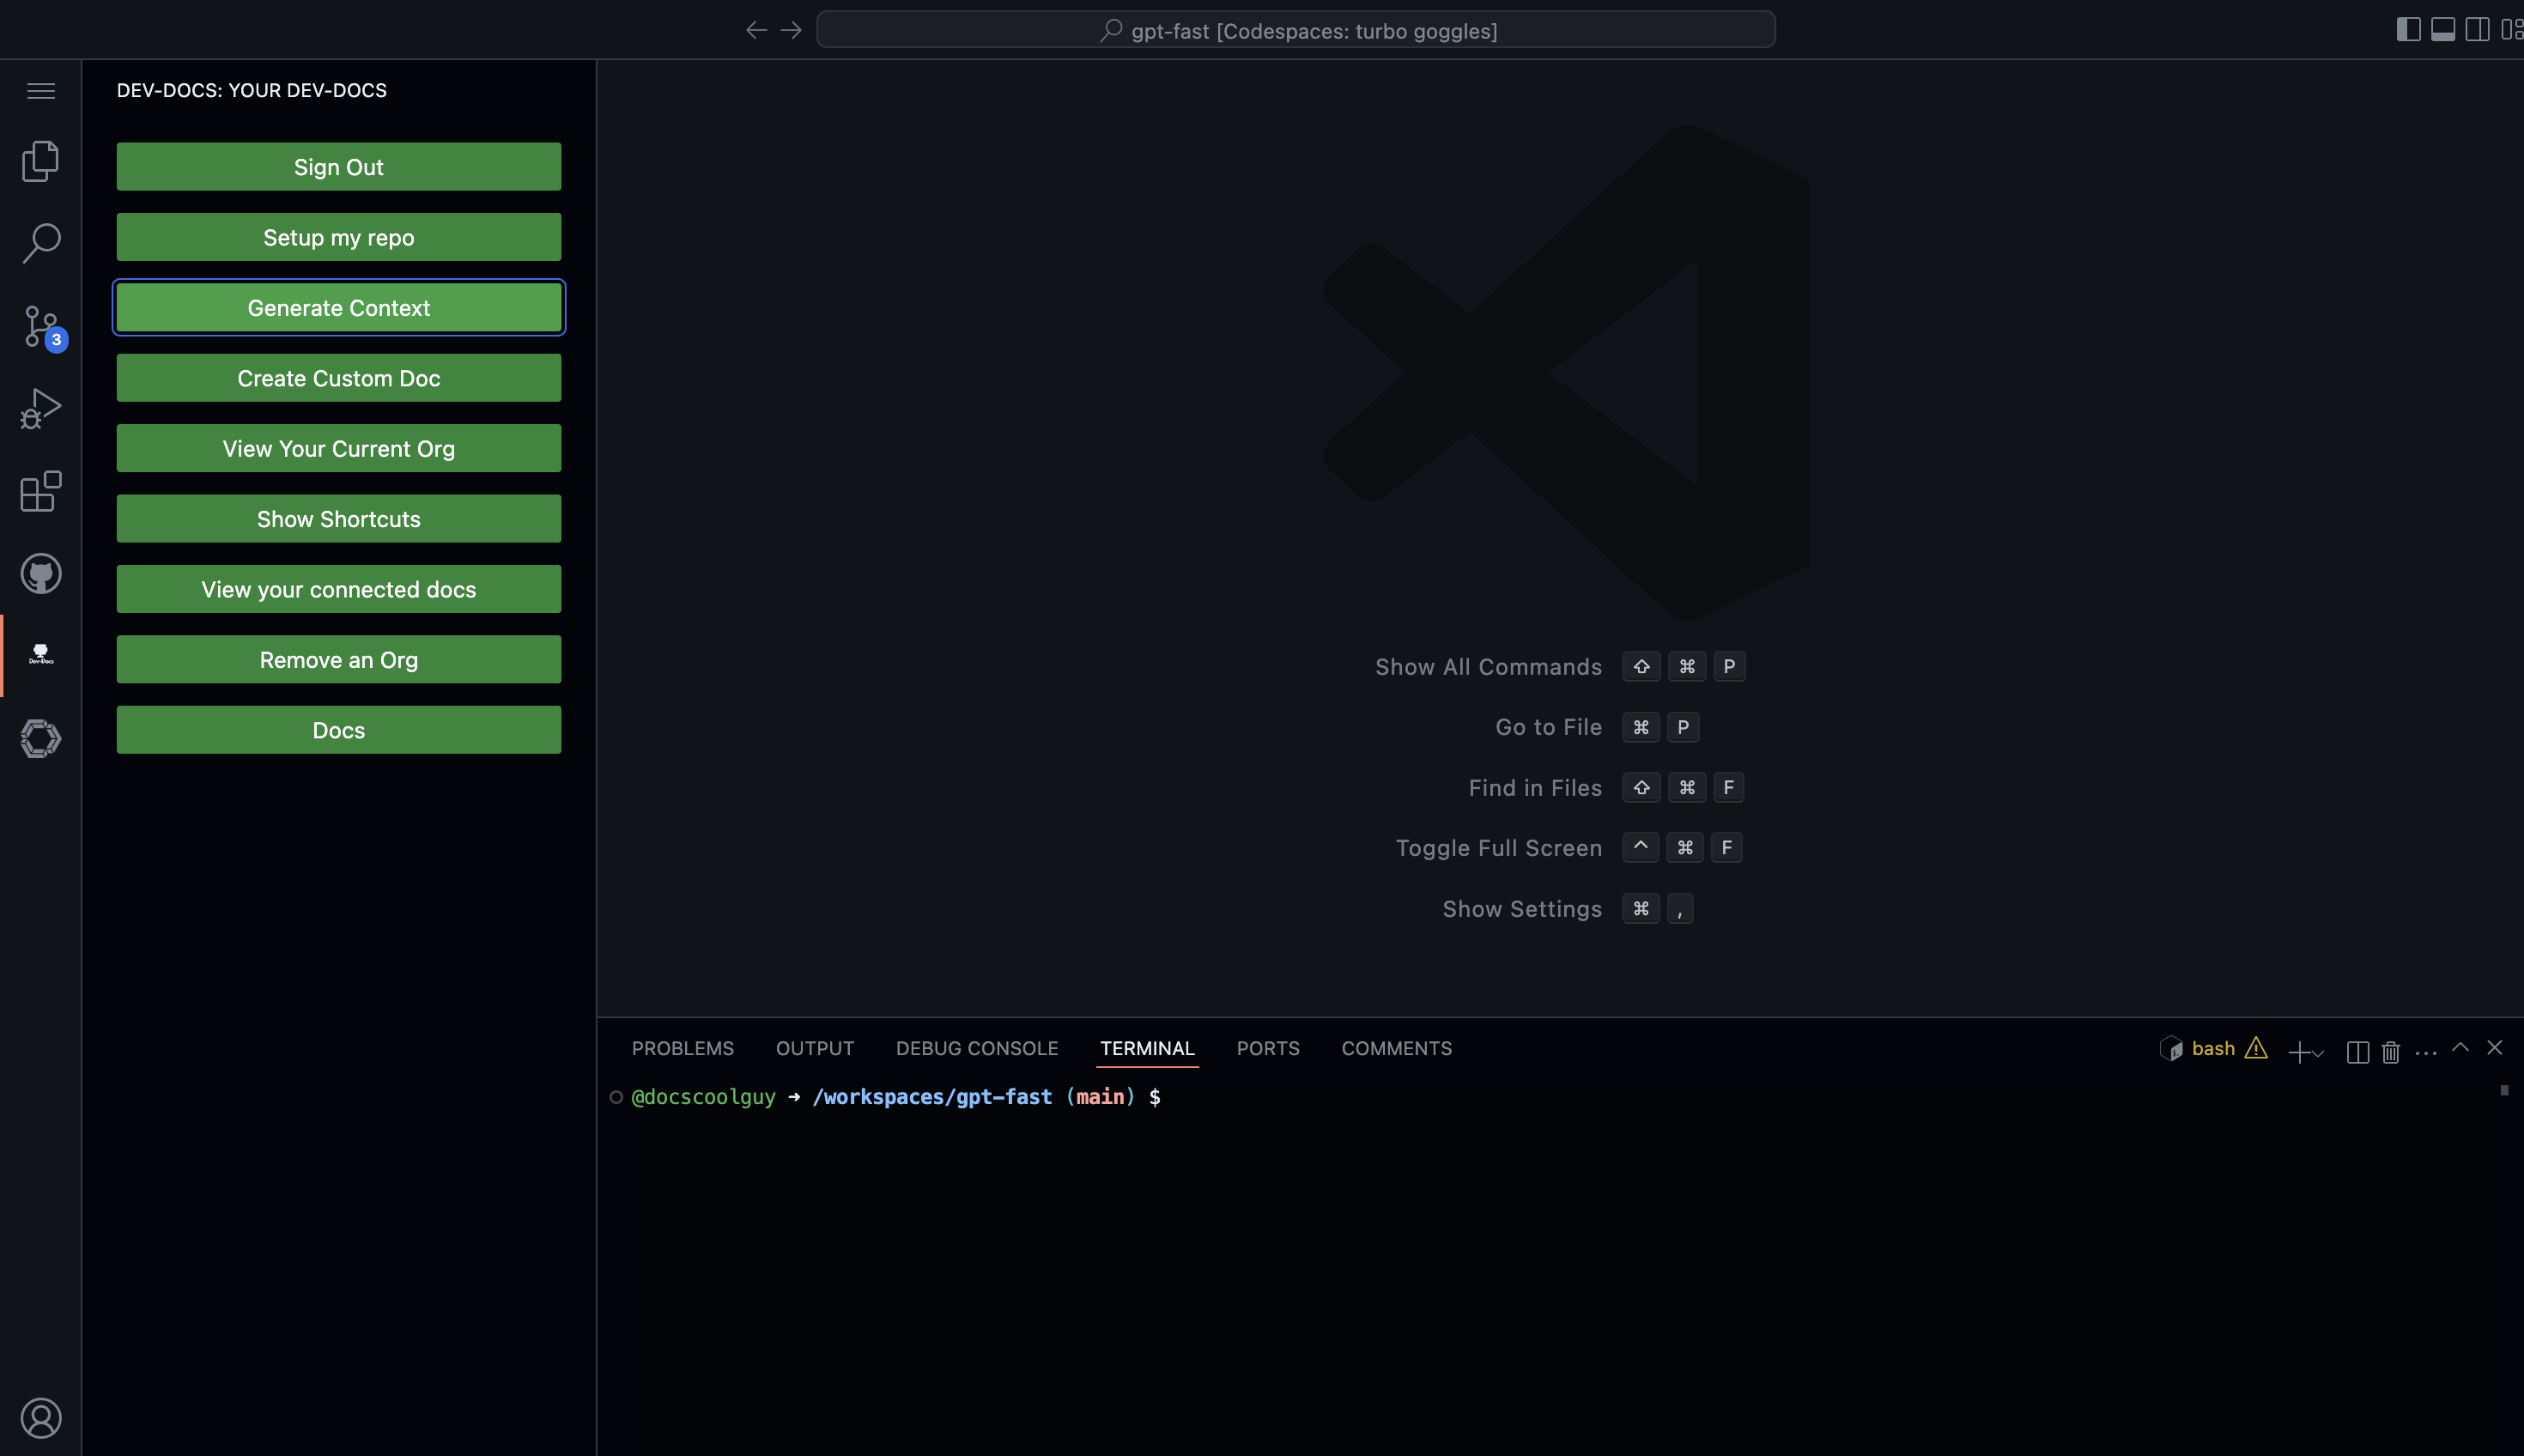 gpt-fast [Codespaces: turbo goggles]
DEV-DOCS: YOUR DEV-DOCS
Sign Out
Setup my repo
Generate Context
Create Custom Doc
View Your Current Org
Show Shortcuts
View your connected docs
Remove an Org
Docs
3
Dev-Docs
Show All Commands ⇧ ⌘ P
Go to File ⌘ P
Find in Files ⇧ ⌘ F
Toggle Full Screen ^ ⌘ F
Show Settings ⌘ ,
PROBLEMS OUTPUT DEBUG CONSOLE TERMINAL PORTS COMMENTS bash
@docscoolguy ➜ /workspaces/gpt-fast (main) $